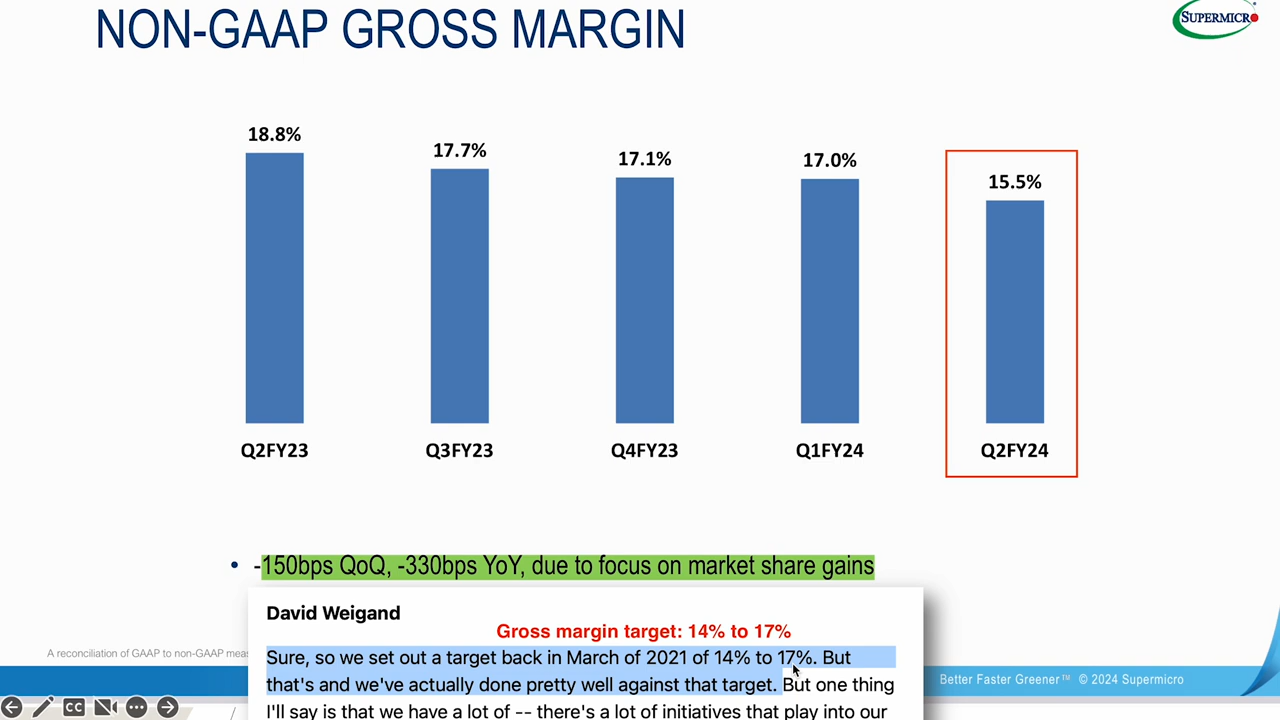 NON-GAAP GROSS MARGIN
SUPERMICRO
18.8%
17.7%
17.1%
17.0%
15.5%
Q2FY23
Q3FY23
Q4FY23
Q1FY24
Q2FY24
• -150bps QoQ, -330bps YoY, due to focus on market share gains
David Weigand
Gross margin target: 14% to 17%
Sure, so we set out a target back in March of 2021 of 14% to 17%. But
that's and we've actually done pretty well against that target. But one thing
I'll say is that we have a lot of -- there's a lot of initiatives that play into our
A reconciliation of GAAP to non-GAAP meas
Better Faster Greener™ © 2024 Supermicro
CC